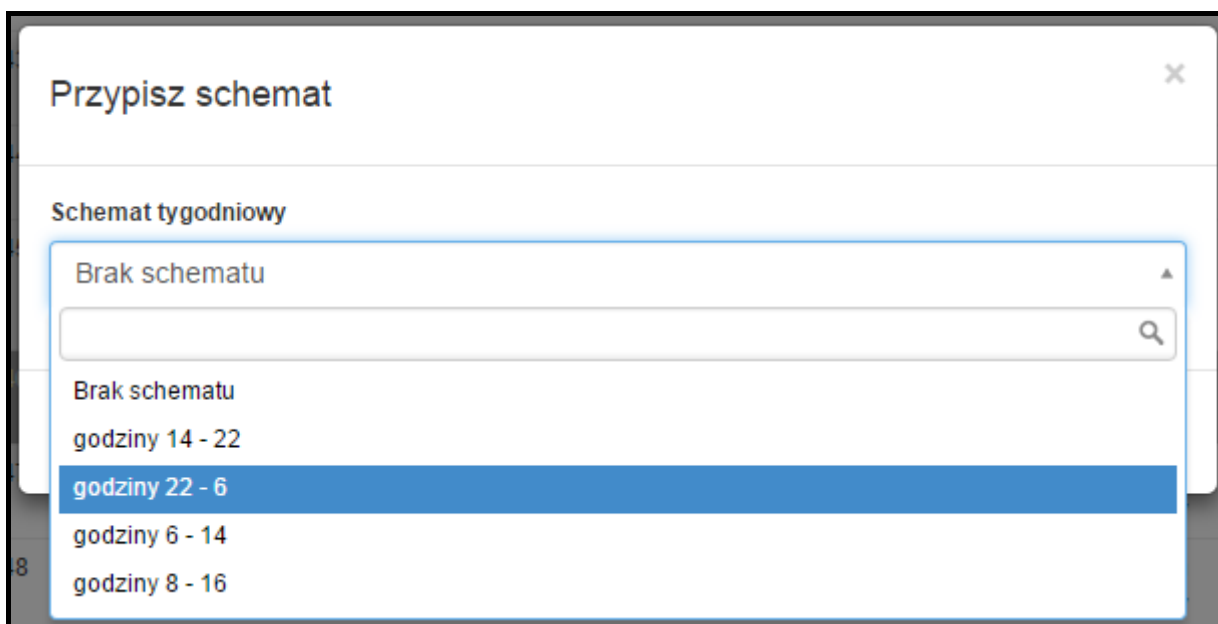 Przypisz schemat
×
Schemat tygodniowy
Brak schematu
Brak schematu
godziny 14 - 22
godziny 22 - 6
godziny 6 - 14
godziny 8 - 16